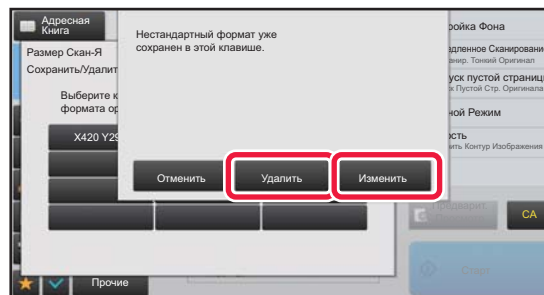 Адресная
Книга
Размер Скан-Я
Сохранить/Удалит
Выберите к
формата ор
X420 Y29
Нестандартный формат уже
сохранен в этой клавише.
Отменить
Удалить
Изменить
Прочие
ройка Фона
дленное Сканировани
анир. Тонкий Оригинал
уск пустой страниц
к Пустой Стр. Оригинала
ной Режим
ость
ить Контур Изображения
CA
Старт